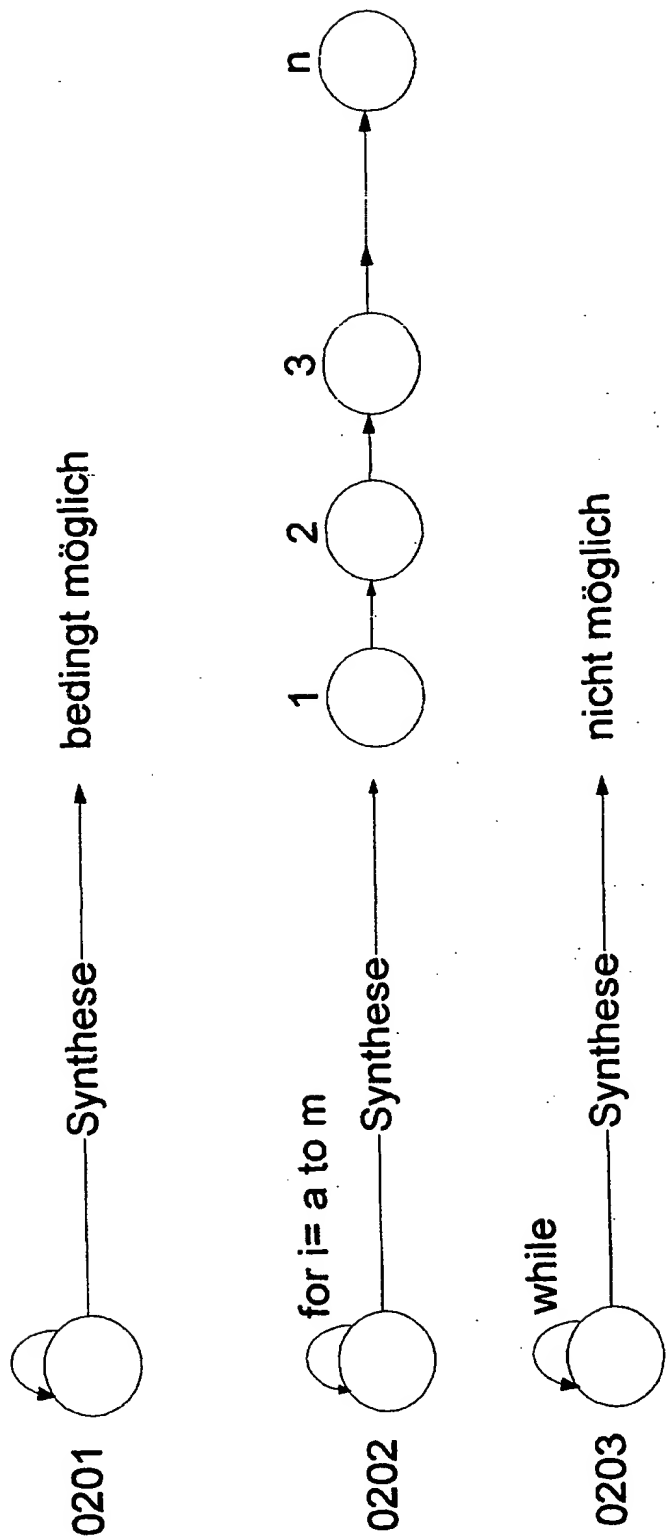 0201 Synthese bedingt möglich
for i= a to m
1 2 3 n
0202 Synthese
while
0203 Synthese nicht möglich